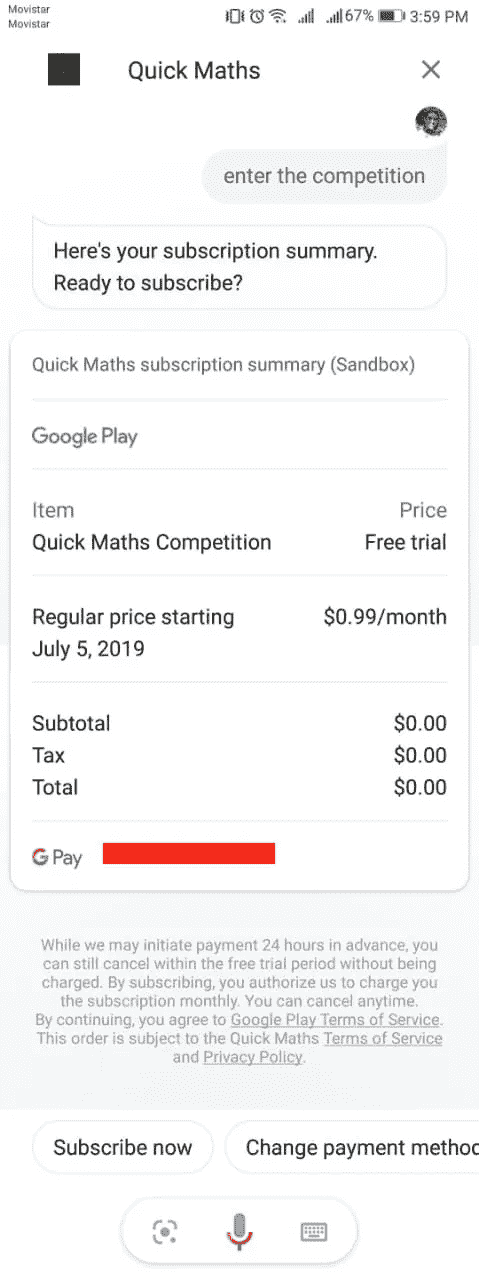 Movistar
Movistar
67% 3:59 PM
Quick Maths
enter the competition
Here's your subscription summary.
Ready to subscribe?
Quick Maths subscription summary (Sandbox)
Google Play
Item Price
Quick Maths Competition Free trial
Regular price starting $0.99/month
July 5, 2019
Subtotal $0.00
Tax $0.00
Total $0.00
G Pay
While we may initiate payment 24 hours in advance, you
can still cancel within the free trial period without being
charged. By subscribing, you authorize us to charge you
the subscription monthly. You can cancel anytime.
By continuing, you agree to Google Play Terms of Service.
This order is subject to the Quick Maths Terms of Service
and Privacy Policy.
Subscribe now Change payment method